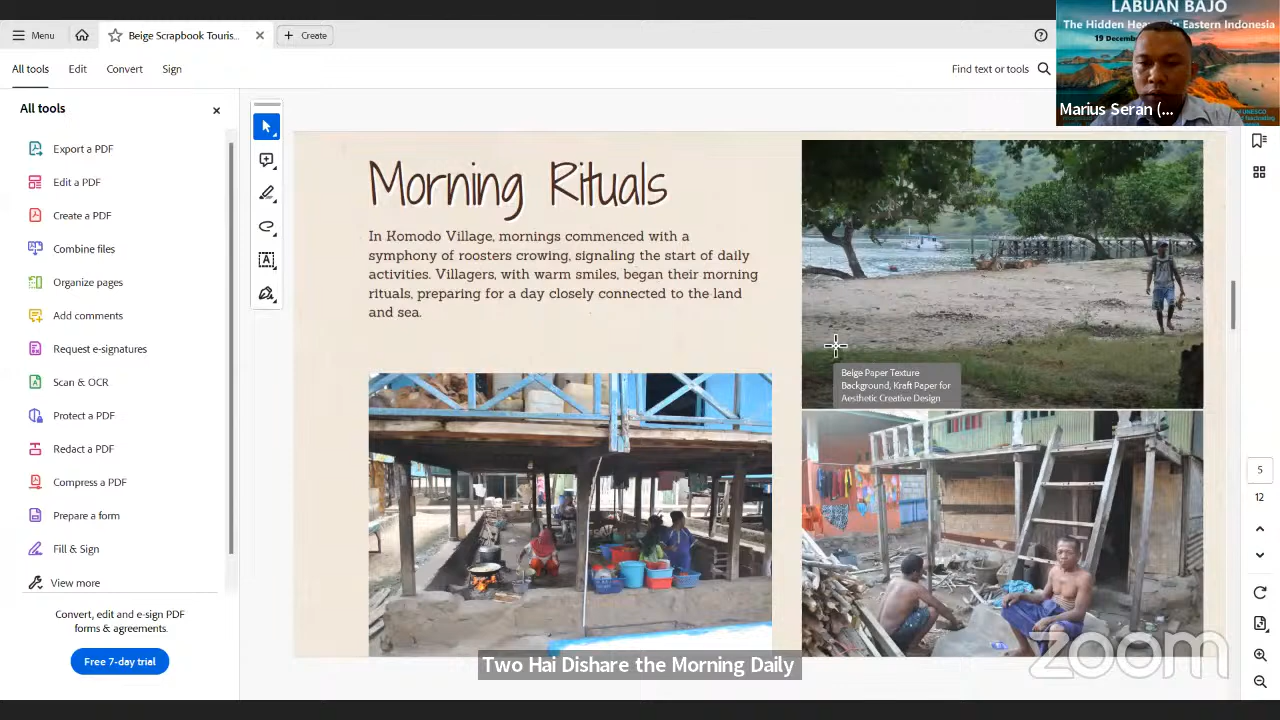 Menu
Beige Scrapbook Touris...
Create
All tools
Edit
Convert
Sign
Find text or tools
All tools
Export a PDF
Edit a PDF
Create a PDF
Combine files
Organize pages
Add comments
Request e-signatures
Scan & OCR
Protect a PDF
Redact a PDF
Compress a PDF
Prepare a form
Fill & Sign
View more
Convert, edit and e-sign PDF
forms & agreements.
Free 7-day trial
Morning Rituals
In Komodo Village, mornings commenced with a
symphony of roosters crowing, signaling the start of daily
activities. Villagers, with warm smiles, began their morning
rituals, preparing for a day closely connected to the land
and sea.
Beige Paper Texture
Background, Kraft Paper for
Aesthetic Creative Design
LABUAN BAJO
The Hidden Hea in Eastern Indonesia
19 Decem
UNESCO
Marius Seran (...
5
12
Two Hai Dishare the Morning Daily
zoom